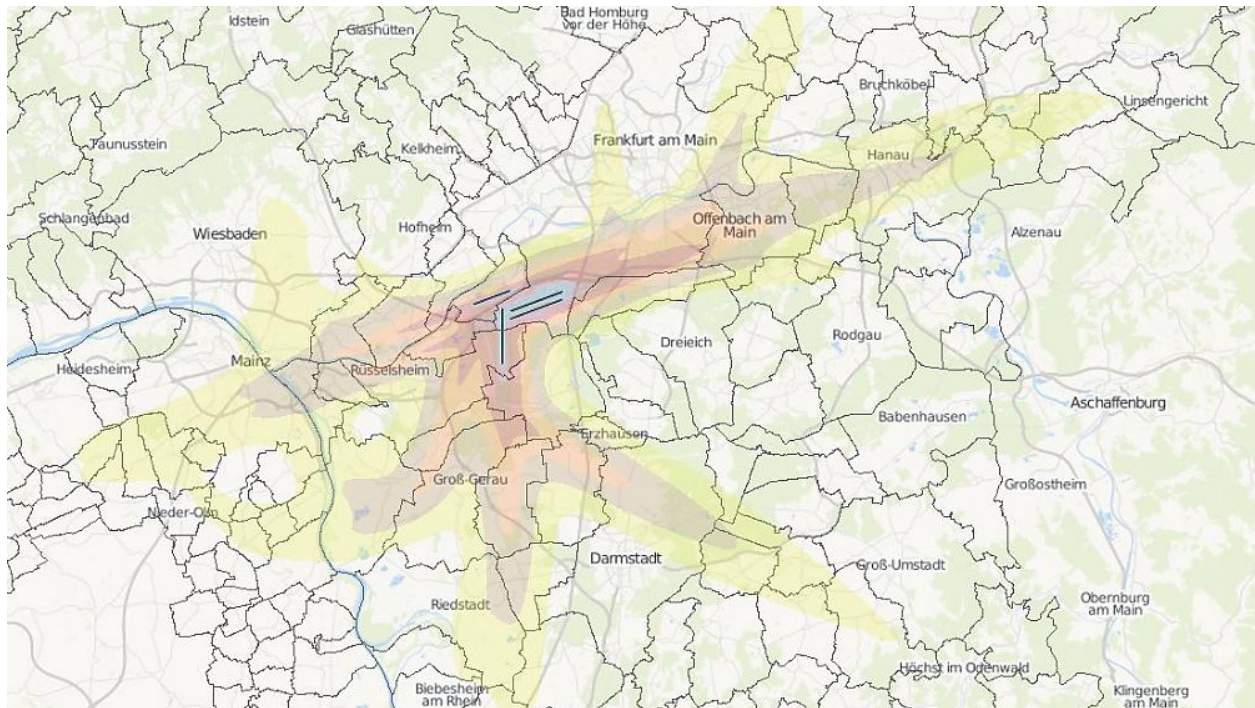 Bad Homburg
vor der Höhe
Idstein
Glashütten
Bruchköbel
Linsengericht
Taunusstein
Kelkheim
Frankfurt am Main
Hanau
Schlangenbad
Wiesbaden
Hofheim
Offenbach am
Main
Alzenau
Mainz
Heidesheim
Rüsselsheim
Dreieich
Rodgau
Aschaffenburg
Babenhausen
Erzhausen
Groß-Gerau
Großostheim
Nieder-Olm
Darmstadt
Groß-Umstadt
Riedstadt
Obernburg
am Main
Höchst im Odenwald
Biebesheim
am Rhein
Klingenberg
am Main